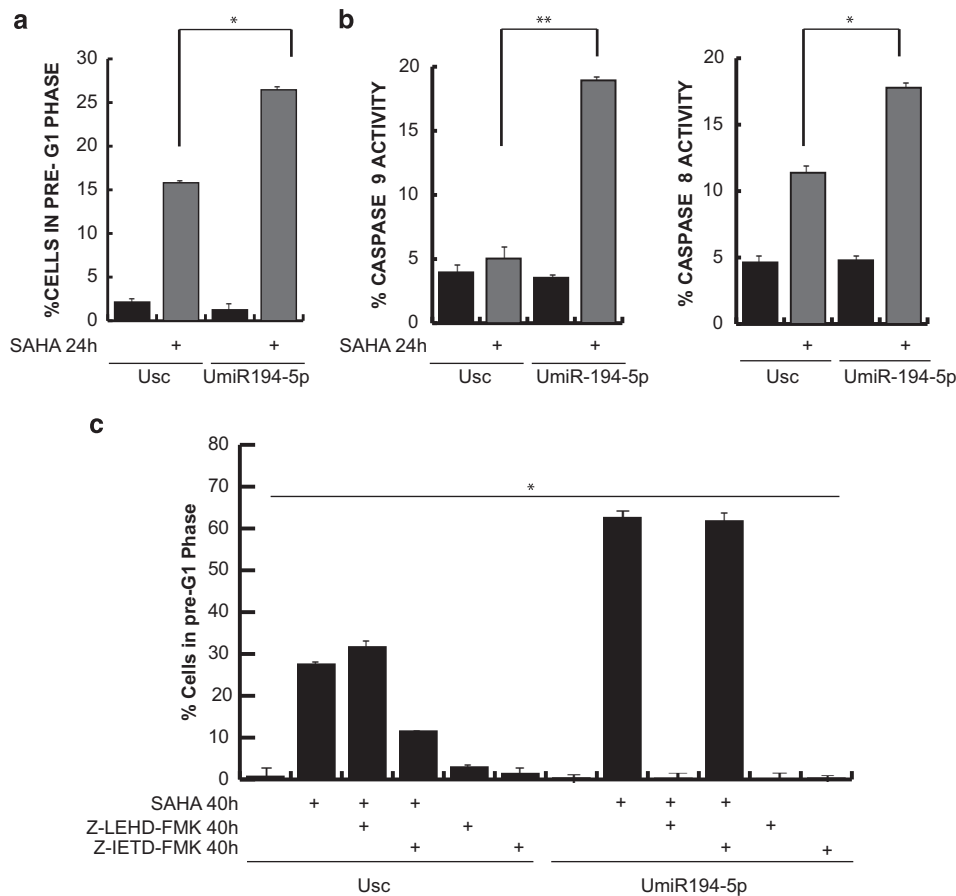 a
*
%CELLS IN PRE- G1 PHASE
30
25
20
15
10
5
0
SAHA 24h + +
Usc UmiR194-5p
b
**
% CASPASE 9 ACTIVITY
20
15
10
5
0
SAHA 24h + +
Usc UmiR-194-5p
*
% CASPASE 8 ACTIVITY
20
15
10
5
0
+ +
Usc UmiR-194-5p
c
*
% Cells in pre-G1 Phase
80
70
60
50
40
30
20
10
0
SAHA 40h + + + + + +
Z-LEHD-FMK 40h + + + +
Z-IETD-FMK 40h + + + +
Usc UmiR194-5p